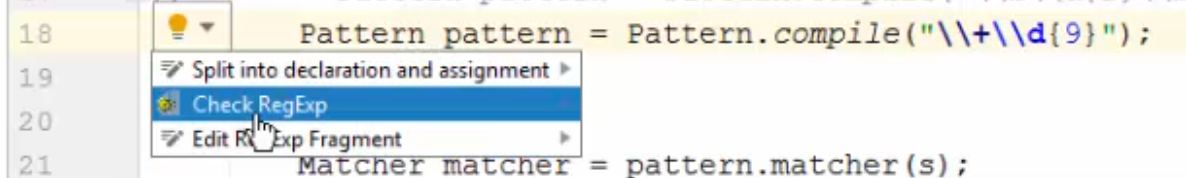 18 Pattern pattern = Pattern.compile("\\+\\d{9}");
Split into declaration and assignment
19
Check RegExp
20
Edit RegExp Fragment
21 Matcher matcher = pattern.matcher(s);